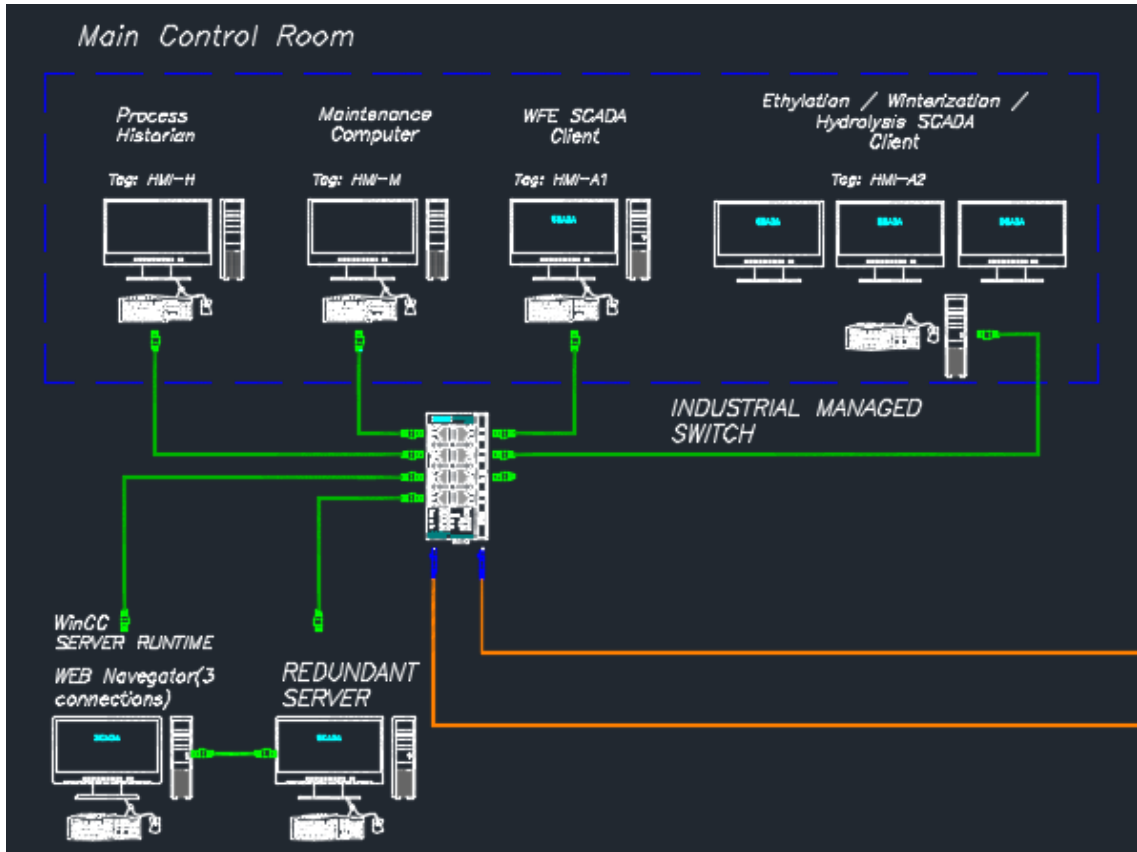 Main Control Room
Process
Historian
Maintenance
Computer
WFE SCADA
Client
Ethylation / Winterization /
Hydrolysis SCADA
Client
Tag: HMI-H
Tag: HMI-M
Tag: HMI-A1
Tag: HMI-A2
SCADA
SCADA
SCADA
SCADA
INDUSTRIAL MANAGED
SWITCH
WinCC
SERVER RUNTIME
WEB Navegator(3
connections)
REDUNDANT
SERVER
SCADA
SCADA